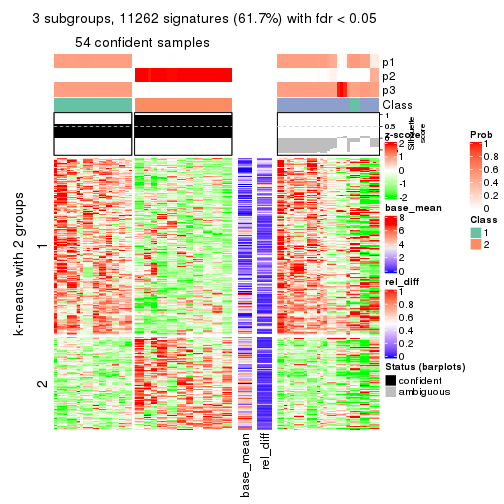 3 subgroups, 11262 signatures (61.7%) with fdr < 0.05
54 confident samples
p1
p2
p3
Class
1
0.5
0
Silhouette
score
z-score
2
1
0
-1
-2
base_mean
8
6
4
2
0
rel_diff
1
0.8
0.6
0.4
0.2
0
Status (barplots)
confident
ambiguous
Prob
1
0.8
0.6
0.4
0.2
0
Class
1
2
k-means with 2 groups
1
2
base_mean
rel_diff